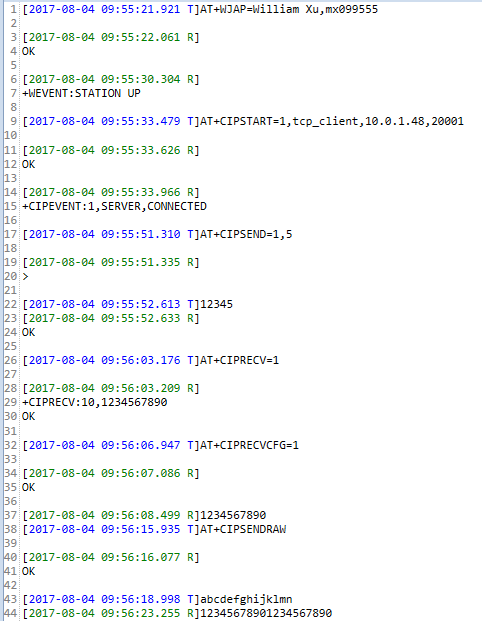 1 [2017-08-04 09:55:21.921 T]AT+WJAP=William Xu,mx099555
2
3 [2017-08-04 09:55:22.061 R]
4 OK
5
6 [2017-08-04 09:55:30.304 R]
7 +WEVENT:STATION UP
8
9 [2017-08-04 09:55:33.479 T]AT+CIPSTART=1,tcp_client,10.0.1.48,20001
10
11 [2017-08-04 09:55:33.626 R]
12 OK
13
14 [2017-08-04 09:55:33.966 R]
15 +CIPEVENT:1,SERVER,CONNECTED
16
17 [2017-08-04 09:55:51.310 T]AT+CIPSEND=1,5
18
19 [2017-08-04 09:55:51.335 R]
20 >
21
22 [2017-08-04 09:55:52.613 T]12345
23 [2017-08-04 09:55:52.633 R]
24 OK
25
26 [2017-08-04 09:56:03.176 T]AT+CIPRECV=1
27
28 [2017-08-04 09:56:03.209 R]
29 +CIPRECV:10,1234567890
30 OK
31
32 [2017-08-04 09:56:06.947 T]AT+CIPRECVCFG=1
33
34 [2017-08-04 09:56:07.086 R]
35 OK
36
37 [2017-08-04 09:56:08.499 R]1234567890
38 [2017-08-04 09:56:15.935 T]AT+CIPSENDRAW
39
40 [2017-08-04 09:56:16.077 R]
41 OK
42
43 [2017-08-04 09:56:18.998 T]abcdefghijklmn
44 [2017-08-04 09:56:23.255 R]12345678901234567890